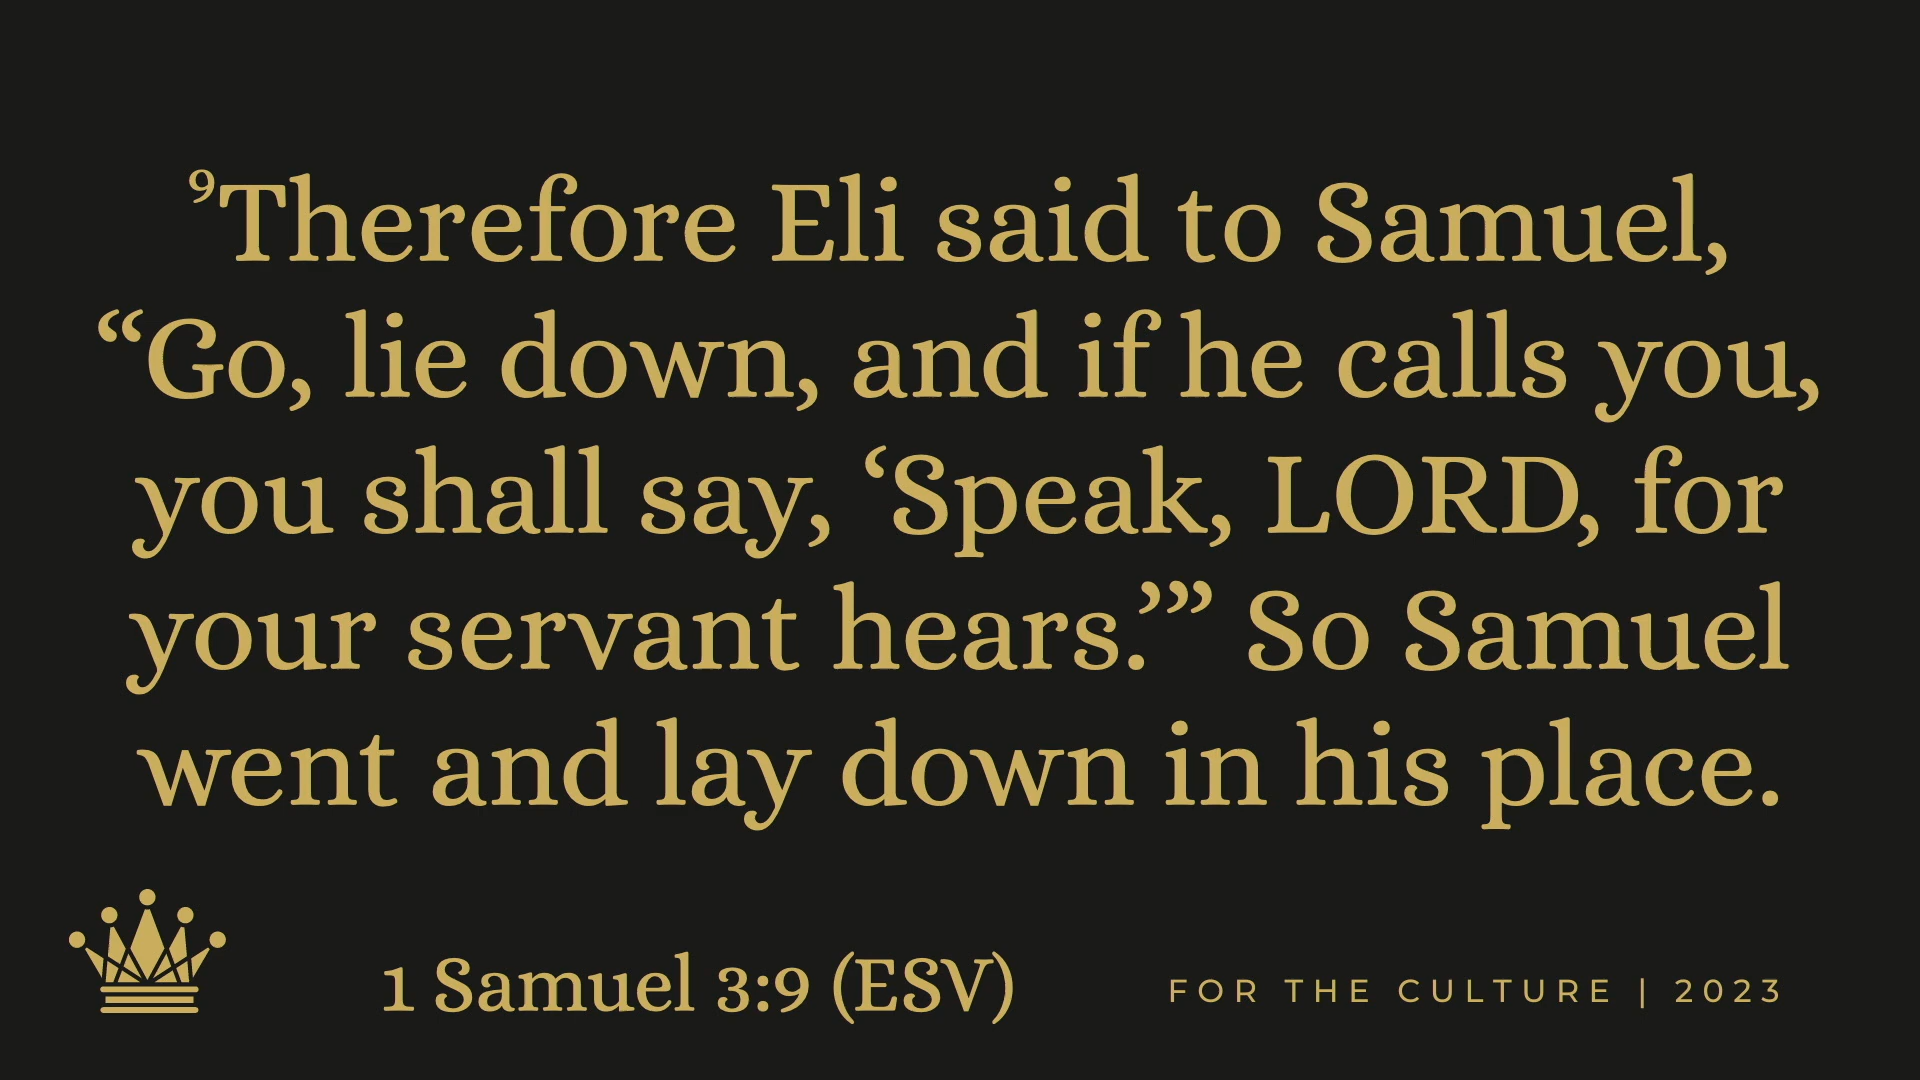 ⁹Therefore Eli said to Samuel,
“Go, lie down, and if he calls you,
you shall say, ‘Speak, LORD, for
your servant hears.’” So Samuel
went and lay down in his place.
1 Samuel 3:9 (ESV)
FOR THE CULTURE | 2023